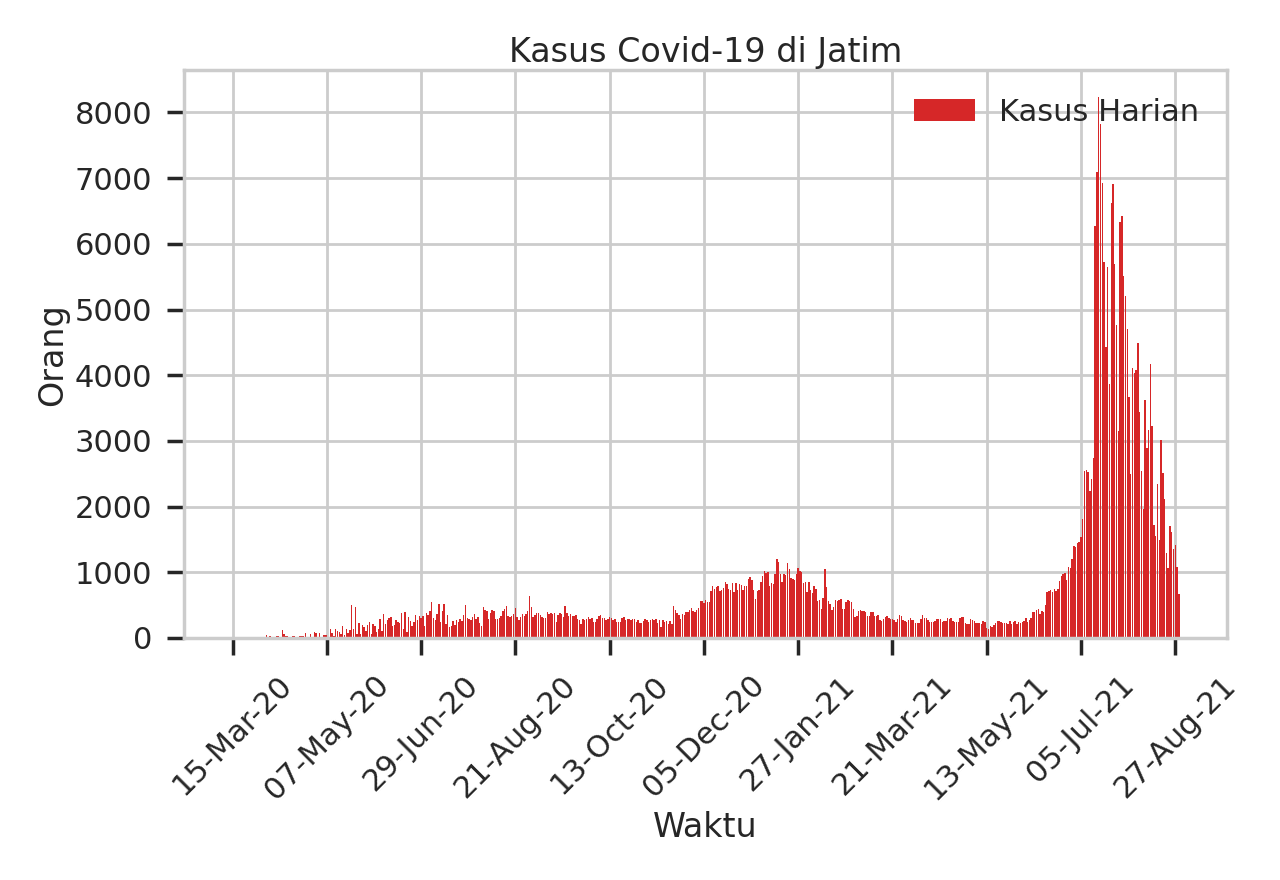 Kasus Covid-19 di Jatim
Kasus Harian
8000
7000
6000
5000
4000
3000
2000
1000
0
Orang
15-Mar-20
07-May-20
29-Jun-20
21-Aug-20
13-Oct-20
05-Dec-20
27-Jan-21
21-Mar-21
13-May-21
05-Jul-21
27-Aug-21
Waktu